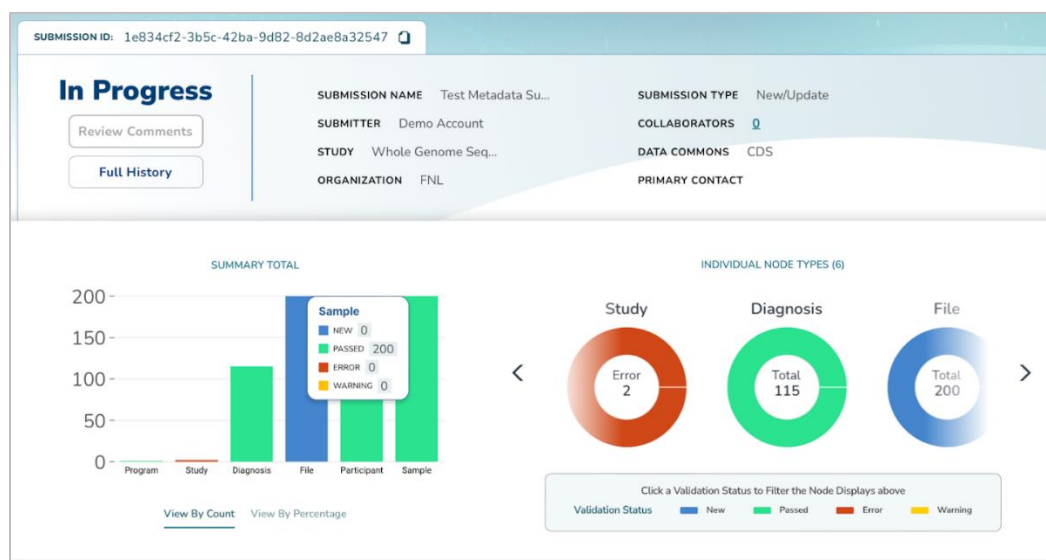 SUBMISSION ID: 1e834cf2-3b5c-42ba-9d82-8d2ae8a32547
In Progress
Review Comments
Full History
SUBMISSION NAME Test Metadata Su...
SUBMITTER Demo Account
STUDY Whole Genome Seq...
ORGANIZATION FNL
SUBMISSION TYPE New/Update
COLLABORATORS 0
DATA COMMONS CDS
PRIMARY CONTACT
SUMMARY TOTAL
200
150
100
50
0
Sample
NEW 0
PASSED 200
ERROR 0
WARNING 0
Program Study Diagnosis File Participant Sample
View By Count View By Percentage
INDIVIDUAL NODE TYPES (6)
Study Diagnosis File
Error Total Total
2 115 200
Click a Validation Status to Filter the Node Displays above
Validation Status New Passed Error Warning